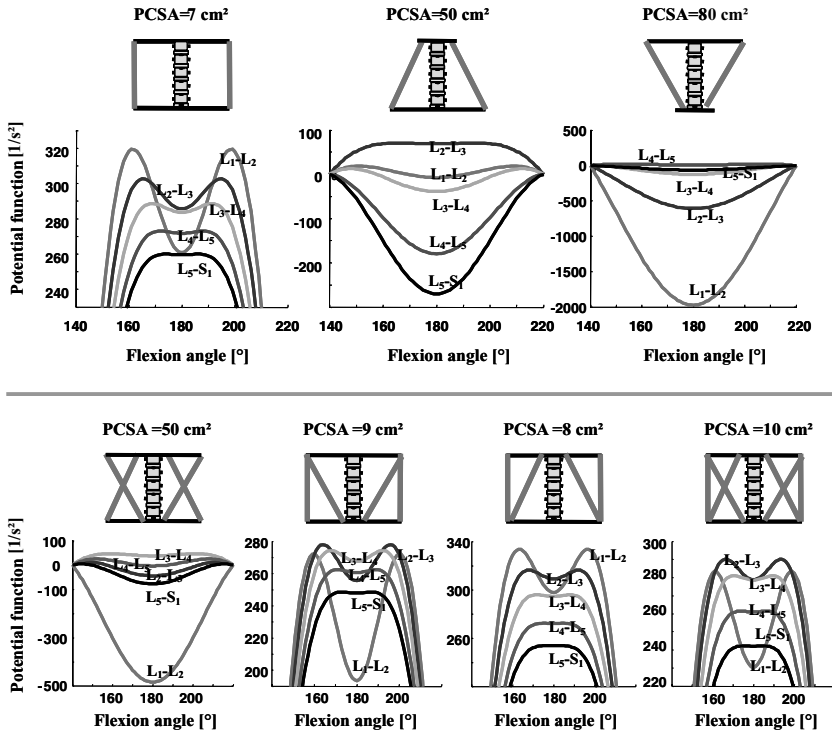 PCSA=7 cm²
PCSA=50 cm²
PCSA=80 cm²
Potential function [1/s²]
320
300
280
260
240
L₁-L₂
L₂-L₃
L₃-L₄
L₄-L₅
L₅-S₁
140 160 180 200 220
Flexion angle [°]
100
0
-100
-200
L₂-L₃
L₁-L₂
L₃-L₄
L₄-L₅
L₅-S₁
140 160 180 200 220
Flexion angle [°]
500
0
-500
-1000
-1500
-2000
L₄-L₅
L₅-S₁
L₃-L₄
L₂-L₃
L₁-L₂
140 160 180 200 220
Flexion angle [°]
PCSA =50 cm²
PCSA =9 cm²
PCSA =8 cm²
PCSA =10 cm²
Potential function [1/s²]
100
0
-100
-300
-500
L₃-L₄
L₄-L₅
L₂-L₃
L₅-S₁
L₁-L₂
160 180 200
Flexion angle [°]
280
260
240
220
200
L₂-L₃
L₃-L₄
L₄-L₅
L₅-S₁
L₁-L₂
160 180 200
Flexion angle [°]
340
300
260
L₁-L₂
L₂-L₃
L₃-L₄
L₄-L₅
L₅-S₁
160 180 200
Flexion angle [°]
300
280
260
240
220
L₂-L₃
L₃-L₄
L₄-L₅
L₅-S₁
L₁-L₂
160 180 200
Flexion angle [°]